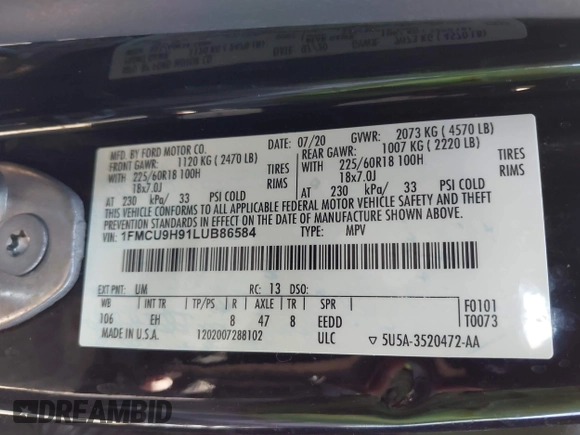 MFD. BY FORD MOTOR CO. 07/20 GVWR: 2073 KG ( 4570 LB)
FRONT GAWR: 1120 KG ( 2470 LB) REAR GAWR: 1007 KG ( 2220 LB)
WITH 225/60R18 100H TIRES WITH 225/60R18 100H TIRES
18x7.0J RIMS 18x7.0J RIMS
AT 230 kPa/ 33 PSI COLD AT 230 kPa/ 33 PSI COLD
THIS VEHICLE CONFORMS TO ALL APPLICABLE FEDERAL MOTOR VEHICLE SAFETY AND THEFT
PREVENTION STANDARDS IN EFFECT ON THE DATE OF MANUFACTURE SHOWN ABOVE.
VIN: 1FMCU9H91LUB86584 TYPE: MPV
EXT PNT: UM RC: 13 DSO:
WB INT TR TP/PS R AXLE TR SPR F0101
106 EH 8 47 8 EEDD T0073
MADE IN U.S.A. 1202007288102 ULC ▽ 5U5A-3520472-AA
DREAMBID